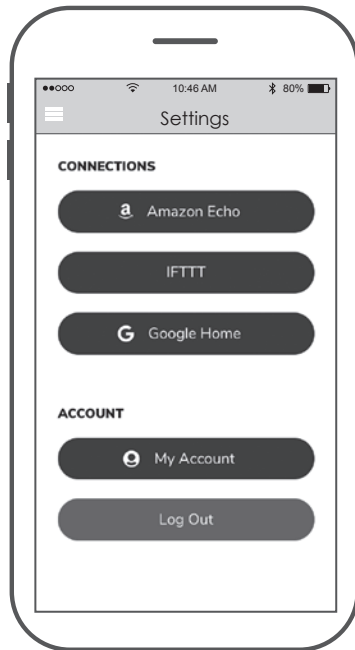 10:46 AM 80%
Settings
CONNECTIONS
Amazon Echo
IFTTT
G Google Home
ACCOUNT
My Account
Log Out